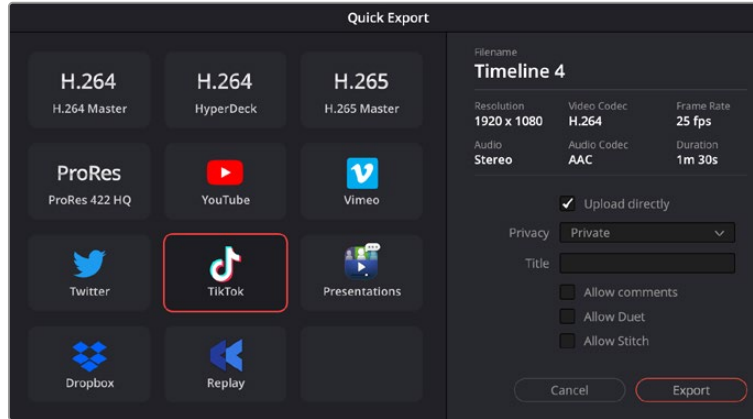 Quick Export
H.264
H.264 Master
H.264
HyperDeck
H.265
H.265 Master
ProRes
ProRes 422 HQ
YouTube
Vimeo
Twitter
TikTok
Presentations
Dropbox
Replay
Filename
Timeline 4
Resolution Video Codec Frame Rate
1920 x 1080 H.264 25 fps
Audio Audio Codec Duration
Stereo AAC 1m 30s
Upload directly
Privacy Private
Title
Allow comments
Allow Duet
Allow Stitch
Cancel Export